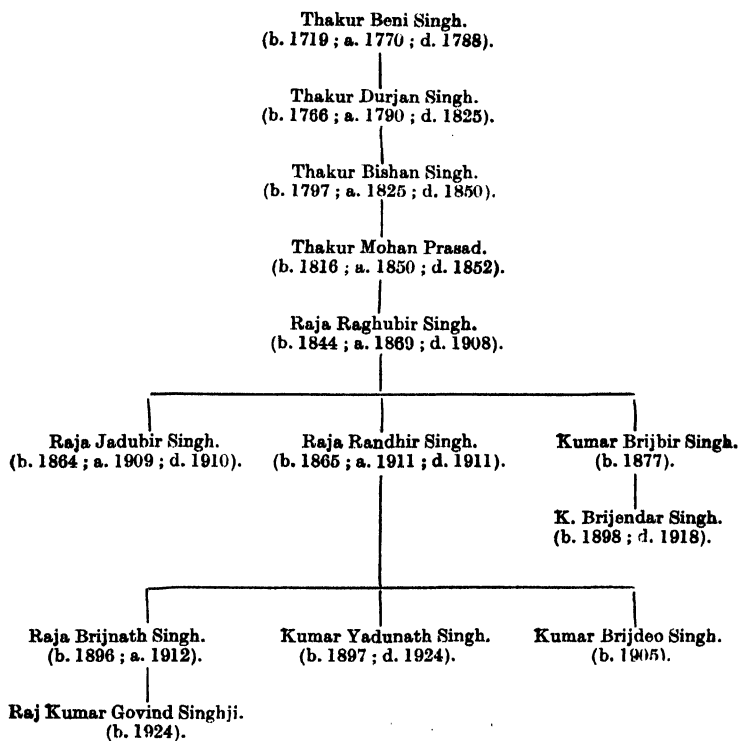 Thakur Beni Singh.
(b. 1719 ; a. 1770 ; d. 1788).
Thakur Durjan Singh.
(b. 1766 ; a. 1790 ; d. 1825).
Thakur Bishan Singh.
(b. 1797 ; a. 1825 ; d. 1850).
Thakur Mohan Prasad.
(b. 1816 ; a. 1850 ; d. 1852).
Raja Raghubir Singh.
(b. 1844 ; a. 1869 ; d. 1908).
Raja Jadubir Singh.
(b. 1864 ; a. 1909 ; d. 1910).
Raja Randhir Singh.
(b. 1865 ; a. 1911 ; d. 1911).
Kumar Brijbir Singh.
(b. 1877).
K. Brijendar Singh.
(b. 1898 ; d. 1918).
Raja Brijnath Singh.
(b. 1896 ; a. 1912).
Kumar Yadunath Singh.
(b. 1897 ; d. 1924).
Kumar Brijdeo Singh.
(b. 1905).
Raj Kumar Govind Singhji.
(b. 1924).